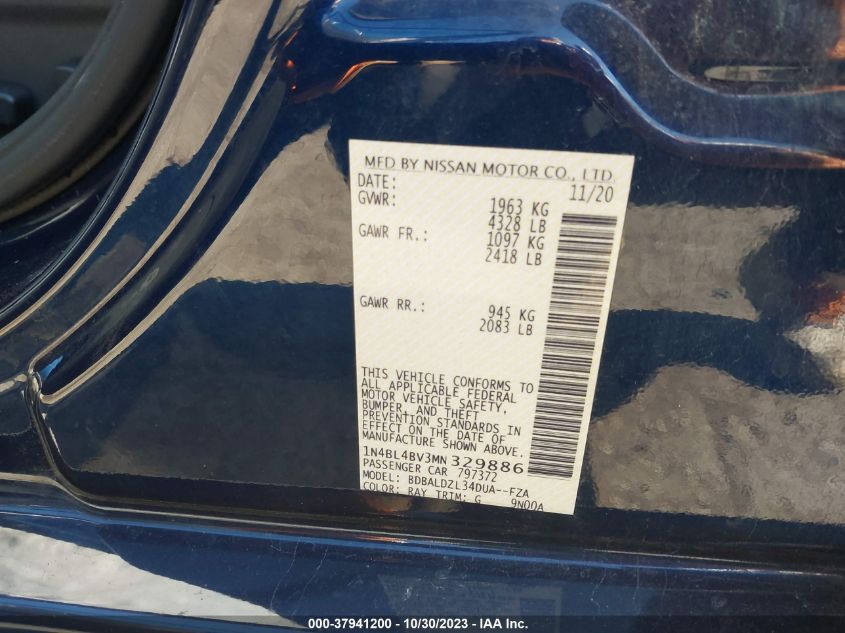 MFD BY NISSAN MOTOR CO., LTD.
DATE: 11/20
GVWR: 1963 KG
4328 LB
GAWR FR.: 1097 KG
2418 LB
GAWR RR.: 945 KG
2083 LB
THIS VEHICLE CONFORMS TO
ALL APPLICABLE FEDERAL
MOTOR VEHICLE SAFETY,
BUMPER, AND THEFT
PREVENTION STANDARDS IN
EFFECT ON THE DATE OF
MANUFACTURE SHOWN ABOVE.
1N4BL4BV3MN329886
PASSENGER CAR 797372
MODEL: BDBALDZL34DUA--FZA
COLOR: RAY TRIM: G 9N00A
000-37941200 - 10/30/2023 - IAA Inc.